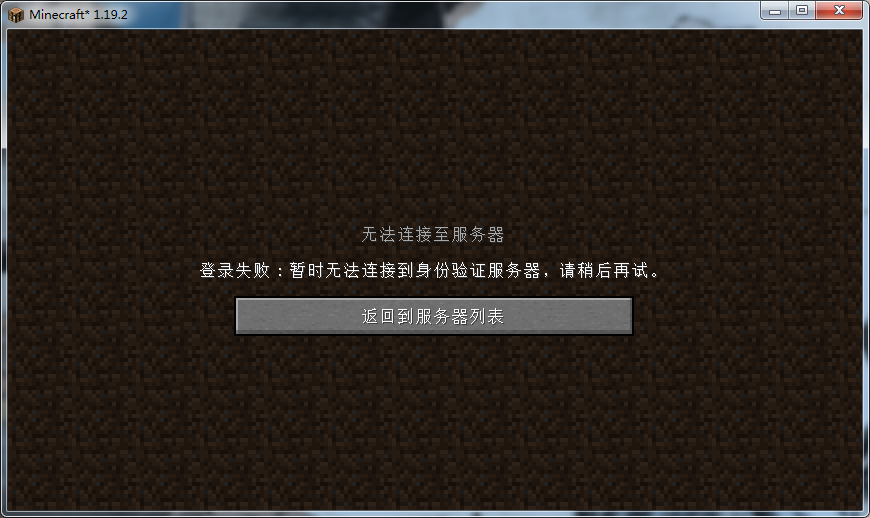 Minecraft* 1.19.2
无法连接至服务器
登录失败：暂时无法连接到身份验证服务器，请稍后再试。
返回到服务器列表